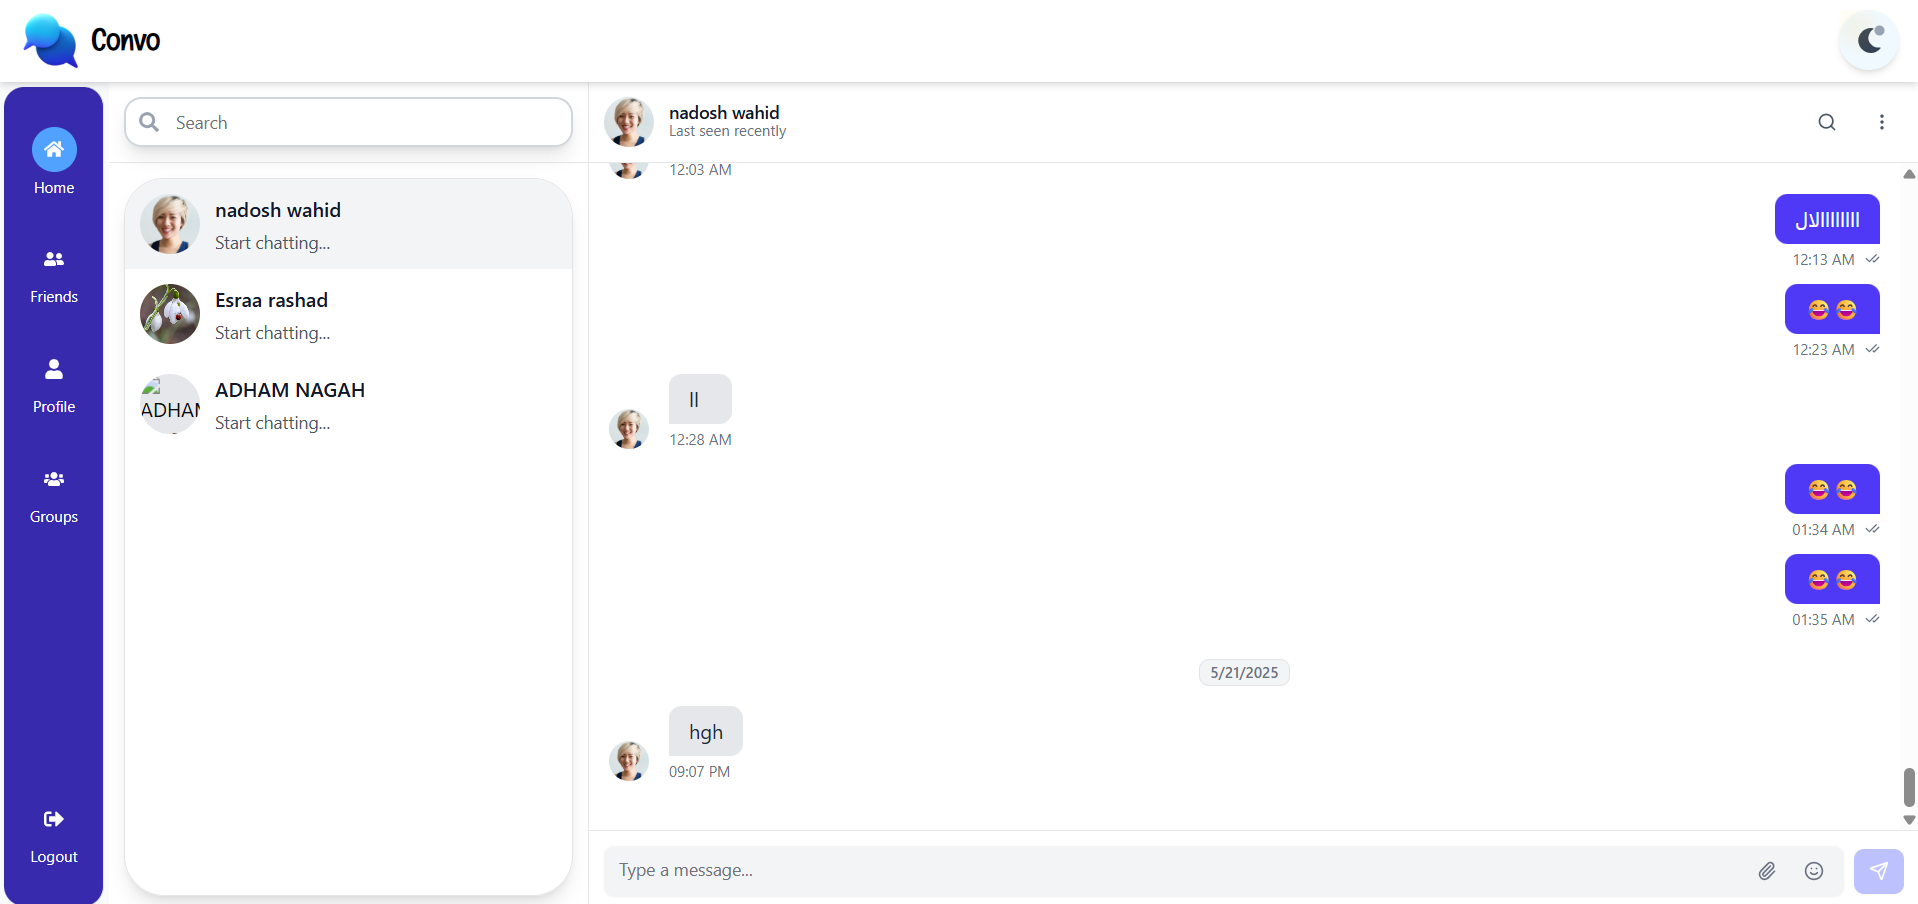 Convo
Home
Friends
Profile
Groups
Logout
Search
nadosh wahid
Start chatting...
Esraa rashad
Start chatting...
ADHAM NAGAH
Start chatting...
nadosh wahid
Last seen recently
12:03 AM
12:13 AM
😂😂
12:23 AM
ll
12:28 AM
😂😂
01:34 AM
😂😂
01:35 AM
5/21/2025
hgh
09:07 PM
Type a message...